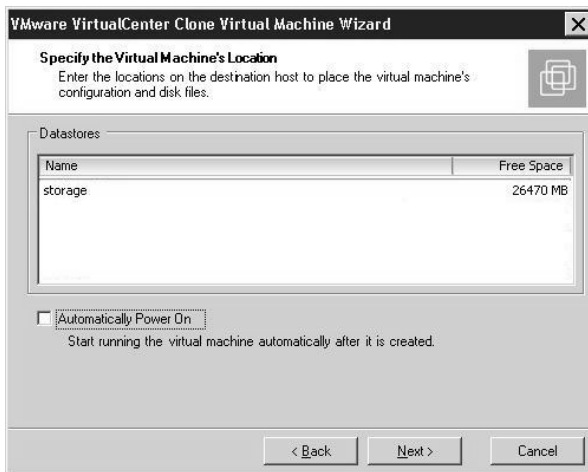 VMware VirtualCenter Clone Virtual Machine Wizard
Specify the Virtual Machine's Location
Enter the locations on the destination host to place the virtual machine's
configuration and disk files.
Datastores
Name Free Space
storage 26470 MB
Automatically Power On
Start running the virtual machine automatically after it is created.
< Back Next > Cancel